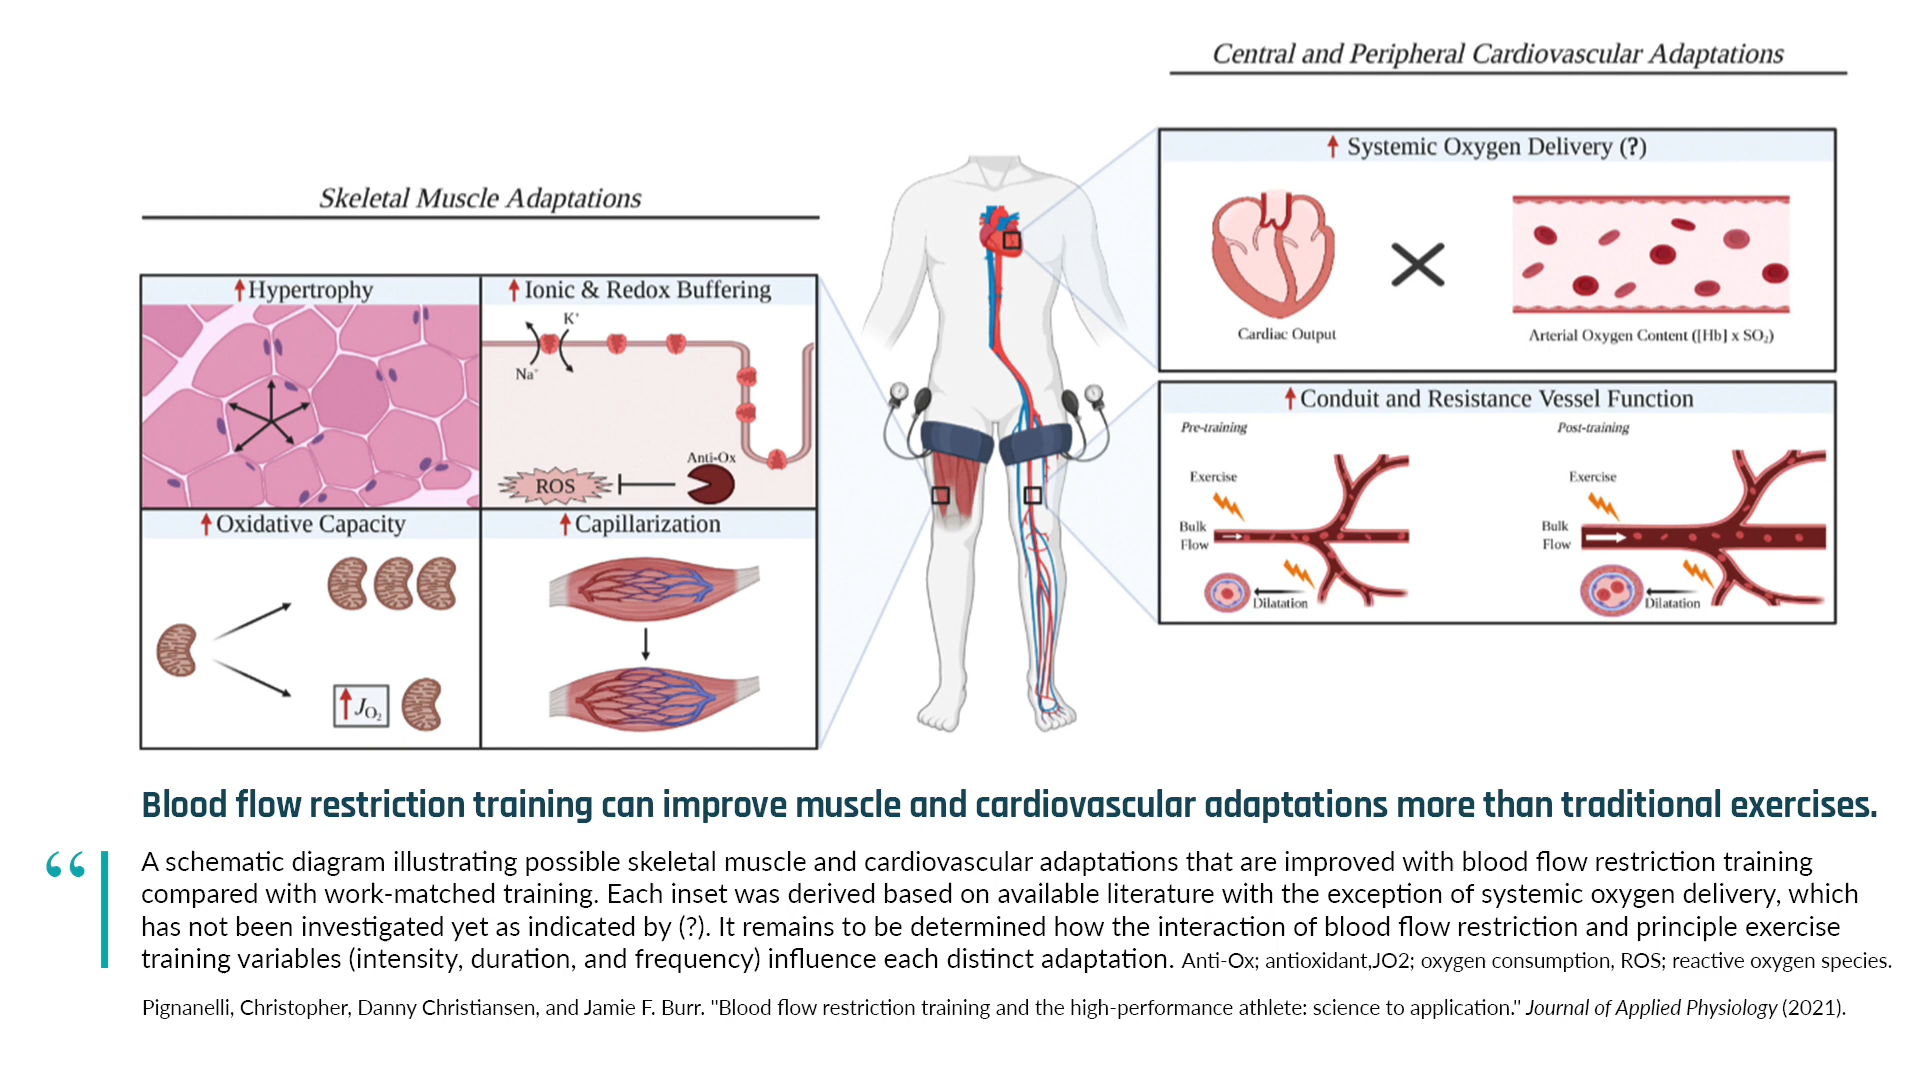 Central and Peripheral Cardiovascular Adaptations
Skeletal Muscle Adaptations
Hypertrophy
Ionic & Redox Buffering
K⁺
Na⁺
ROS
Anti-Ox
Oxidative Capacity
JO₂
Capillarization
Systemic Oxygen Delivery (?)
Cardiac Output
Arterial Oxygen Content ([Hb] x SO₂)
Conduit and Resistance Vessel Function
Pre-training
Exercise
Bulk
Flow
Dilatation
Post-training
Exercise
Bulk
Flow
Dilatation
Blood flow restriction training can improve muscle and cardiovascular adaptations more than traditional exercises.
“
A schematic diagram illustrating possible skeletal muscle and cardiovascular adaptations that are improved with blood flow restriction training
compared with work-matched training. Each inset was derived based on available literature with the exception of systemic oxygen delivery, which
has not been investigated yet as indicated by (?). It remains to be determined how the interaction of blood flow restriction and principle exercise
training variables (intensity, duration, and frequency) influence each distinct adaptation. Anti-Ox; antioxidant,JO2; oxygen consumption, ROS; reactive oxygen species.
Pignanelli, Christopher, Danny Christiansen, and Jamie F. Burr. "Blood flow restriction training and the high-performance athlete: science to application." Journal of Applied Physiology (2021).